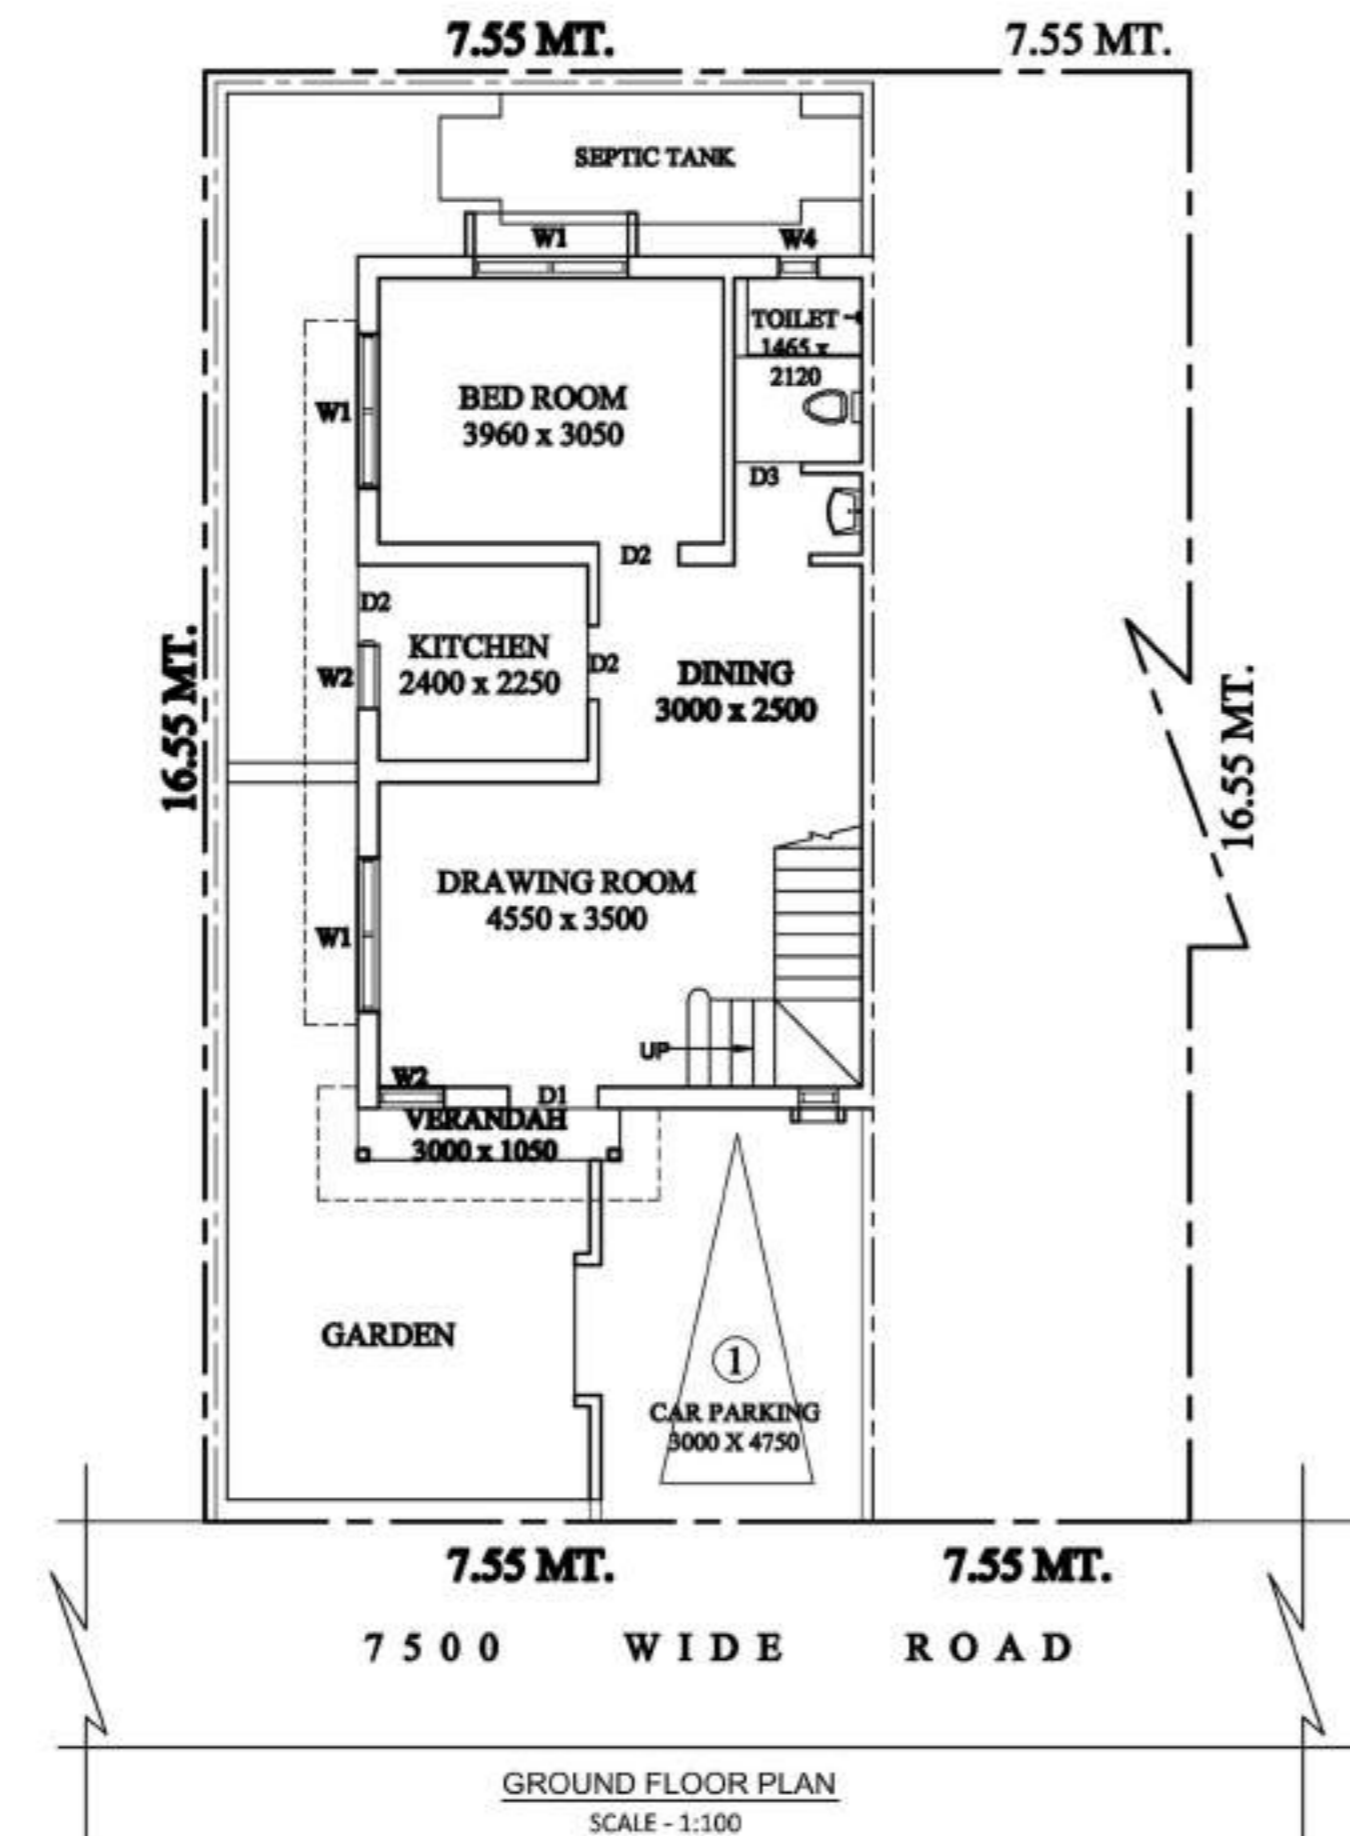 7.55 MT.
7.55 MT.
SEPTIC TANK
W1
W4
TOILET
1465 x
2120
BED ROOM
3960 x 3050
W1
D3
D2
D2
KITCHEN
2400 x 2250
D2
W2
DINING
3000 x 2500
16.55 MT.
16.55 MT.
DRAWING ROOM
4550 x 3500
W1
UP
W2
D1
VERANDAH
3000 x 1050
GARDEN
1
CAR PARKING
3000 X 4750
7.55 MT.
7.55 MT.
7500 WIDE ROAD
GROUND FLOOR PLAN
SCALE - 1:100